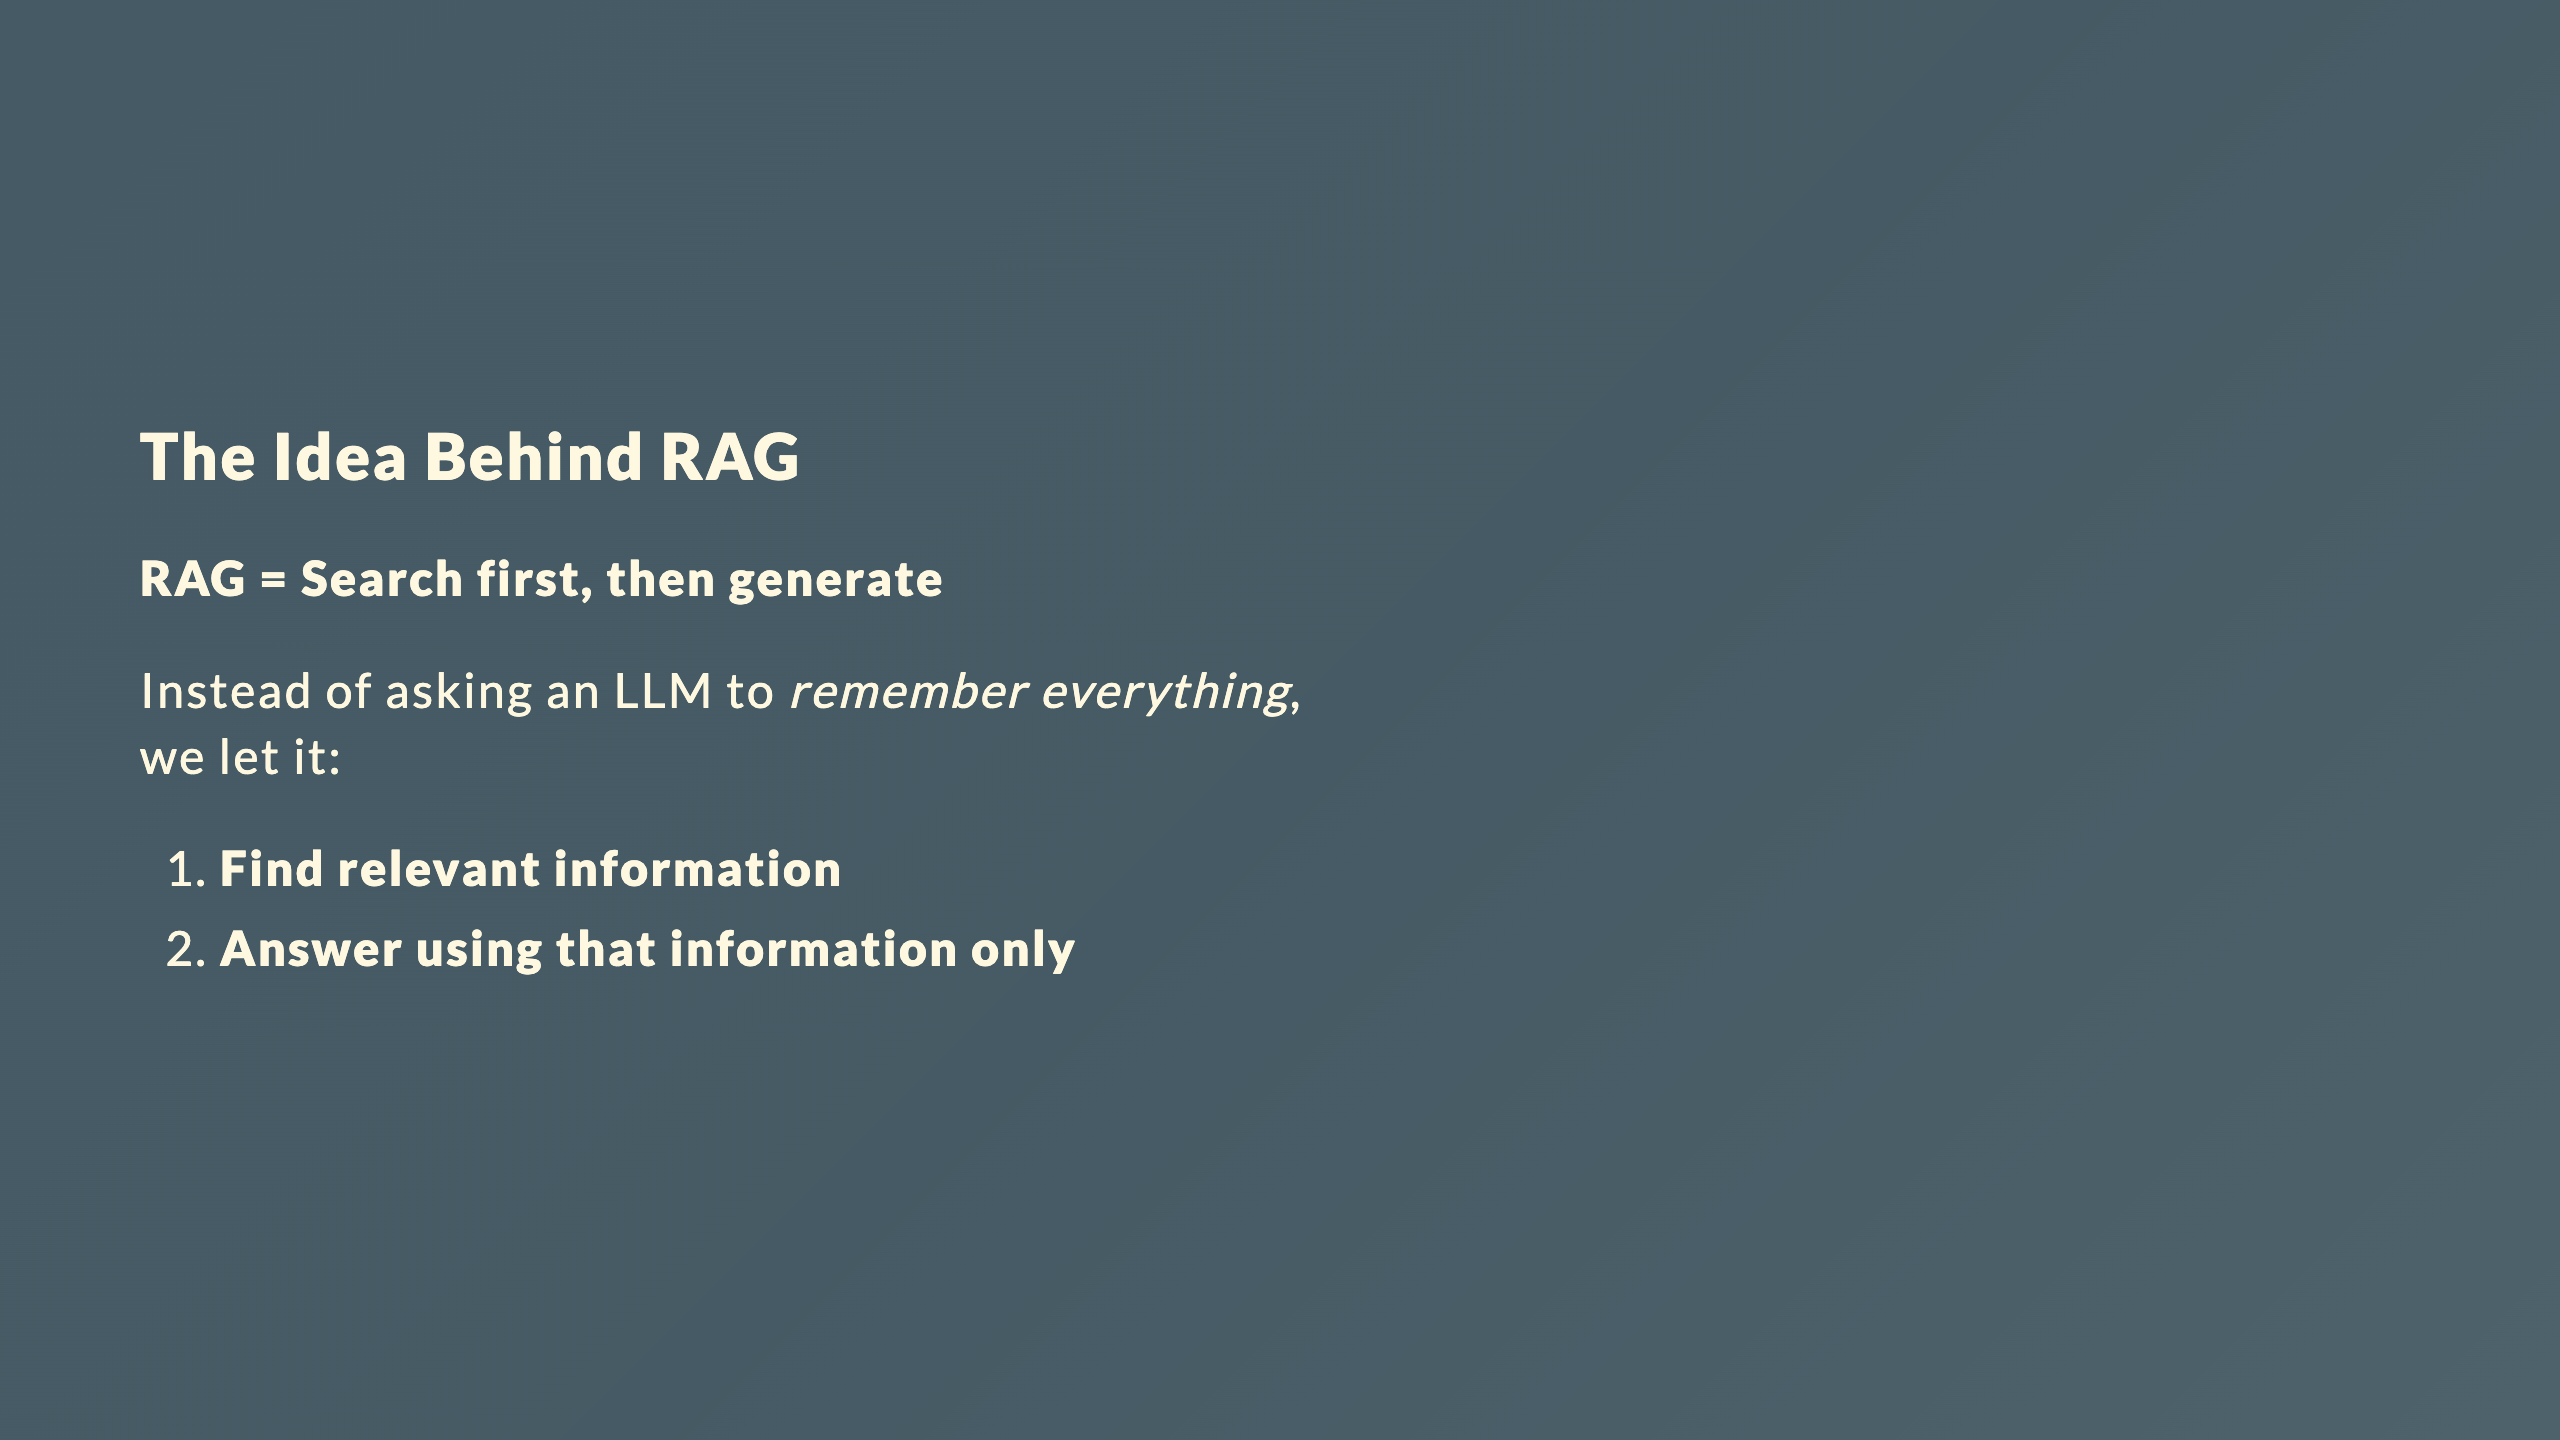 The Idea Behind RAG
RAG = Search first, then generate
Instead of asking an LLM to remember everything,
we let it:
1. Find relevant information
2. Answer using that information only